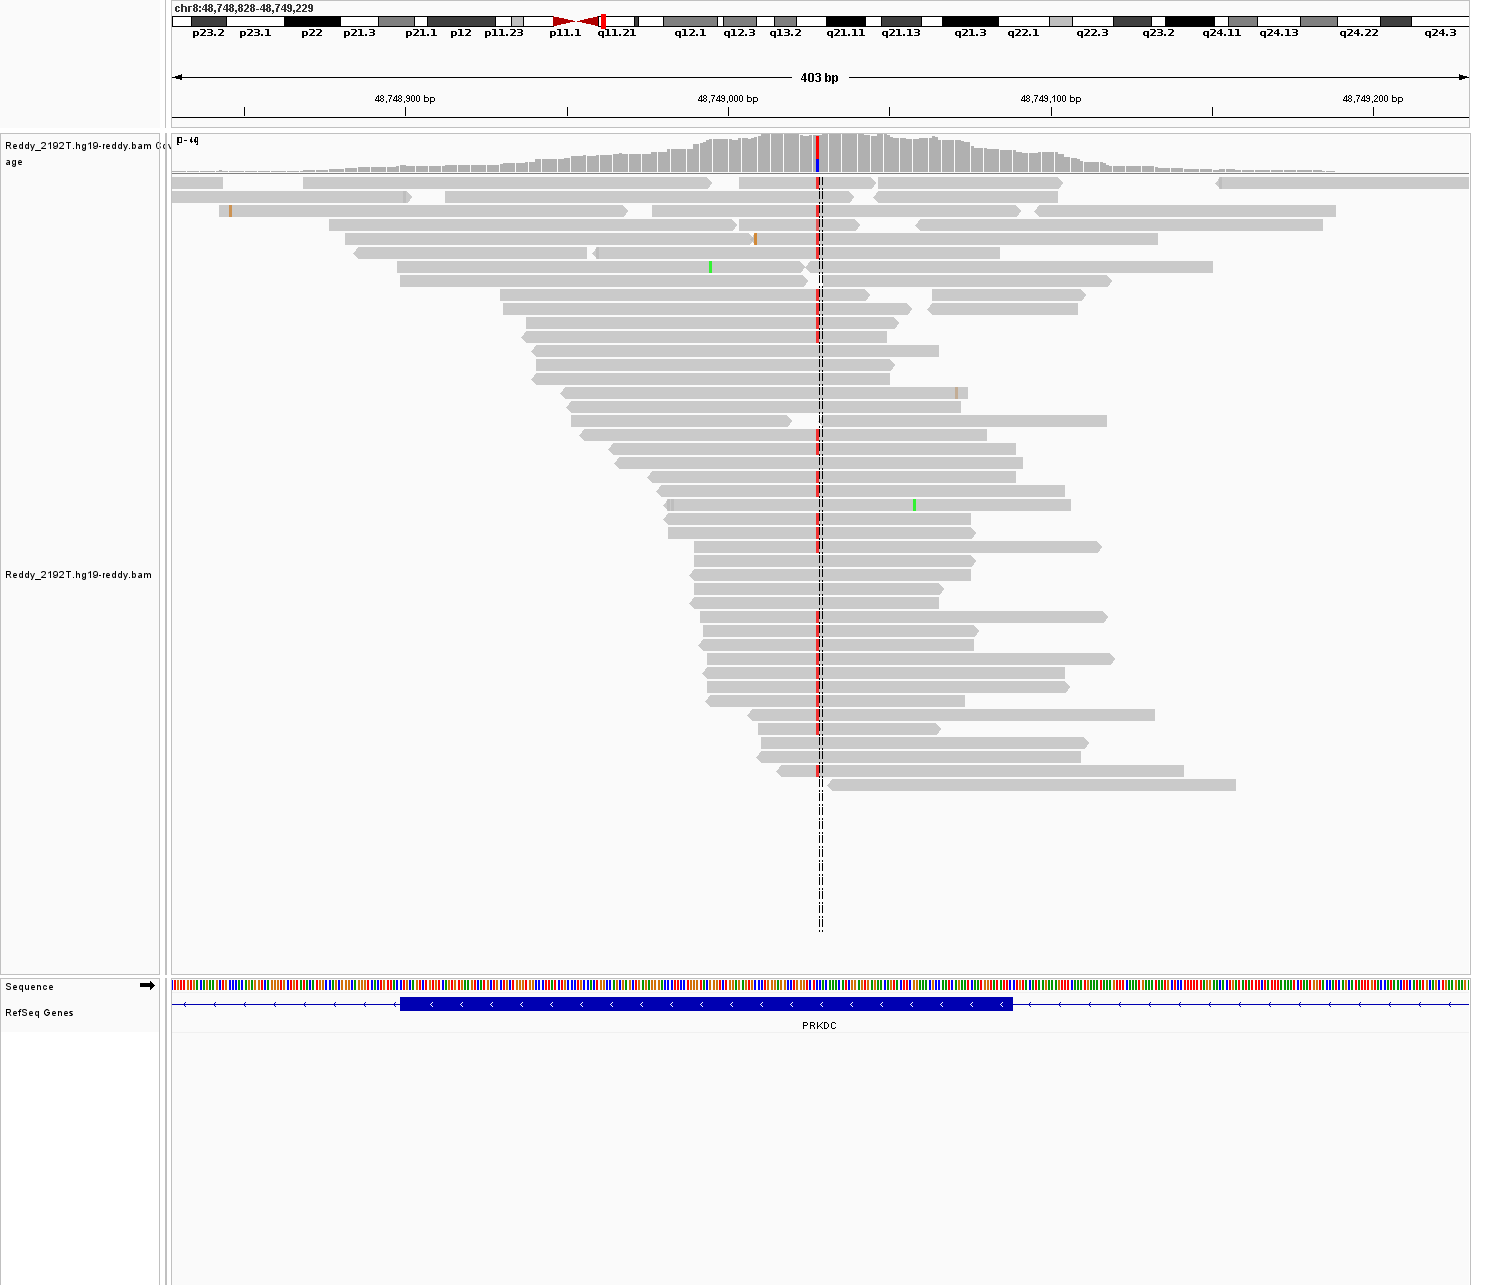 chr8:48,748,828-48,749,229
p23.2 p23.1 p22 p21.3 p21.1 p12 p11.23 p11.1 q11.21 q12.1 q12.3 q13.2 q21.11 q21.13 q21.3 q22.1 q22.3 q23.2 q24.11 q24.13 q24.22 q24.3
403 bp
48,748,900 bp 48,749,000 bp 48,749,100 bp 48,749,200 bp
Reddy_2192T.hg19-reddy.bam Cov
age
Reddy_2192T.hg19-reddy.bam
Sequence
RefSeq Genes
PRKDC